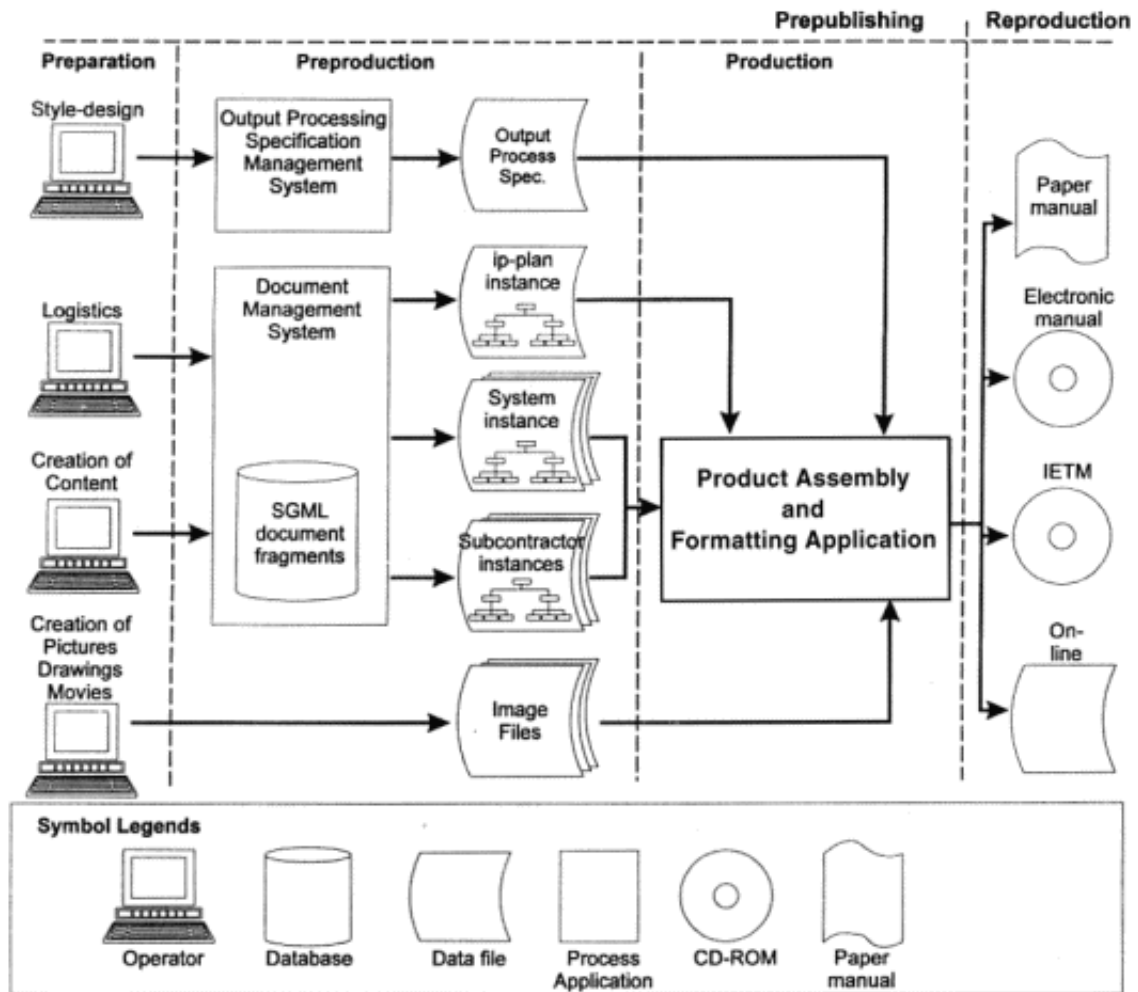 Prepublishing
Reproduction
Preparation
Preproduction
Production
Style-design
Output Processing
Specification
Management
System
Output
Process
Spec.
Paper
manual
ip-plan
instance
Logistics
Document
Management
System
Electronic
manual
System
instance
Creation of
Content
SGML
document
fragments
Subcontractor
instances
Product Assembly
and
Formatting Application
IETM
Creation of
Pictures
Drawings
Movies
Image
Files
On-
line
Symbol Legends
Operator
Database
Data file
Process
Application
CD-ROM
Paper
manual